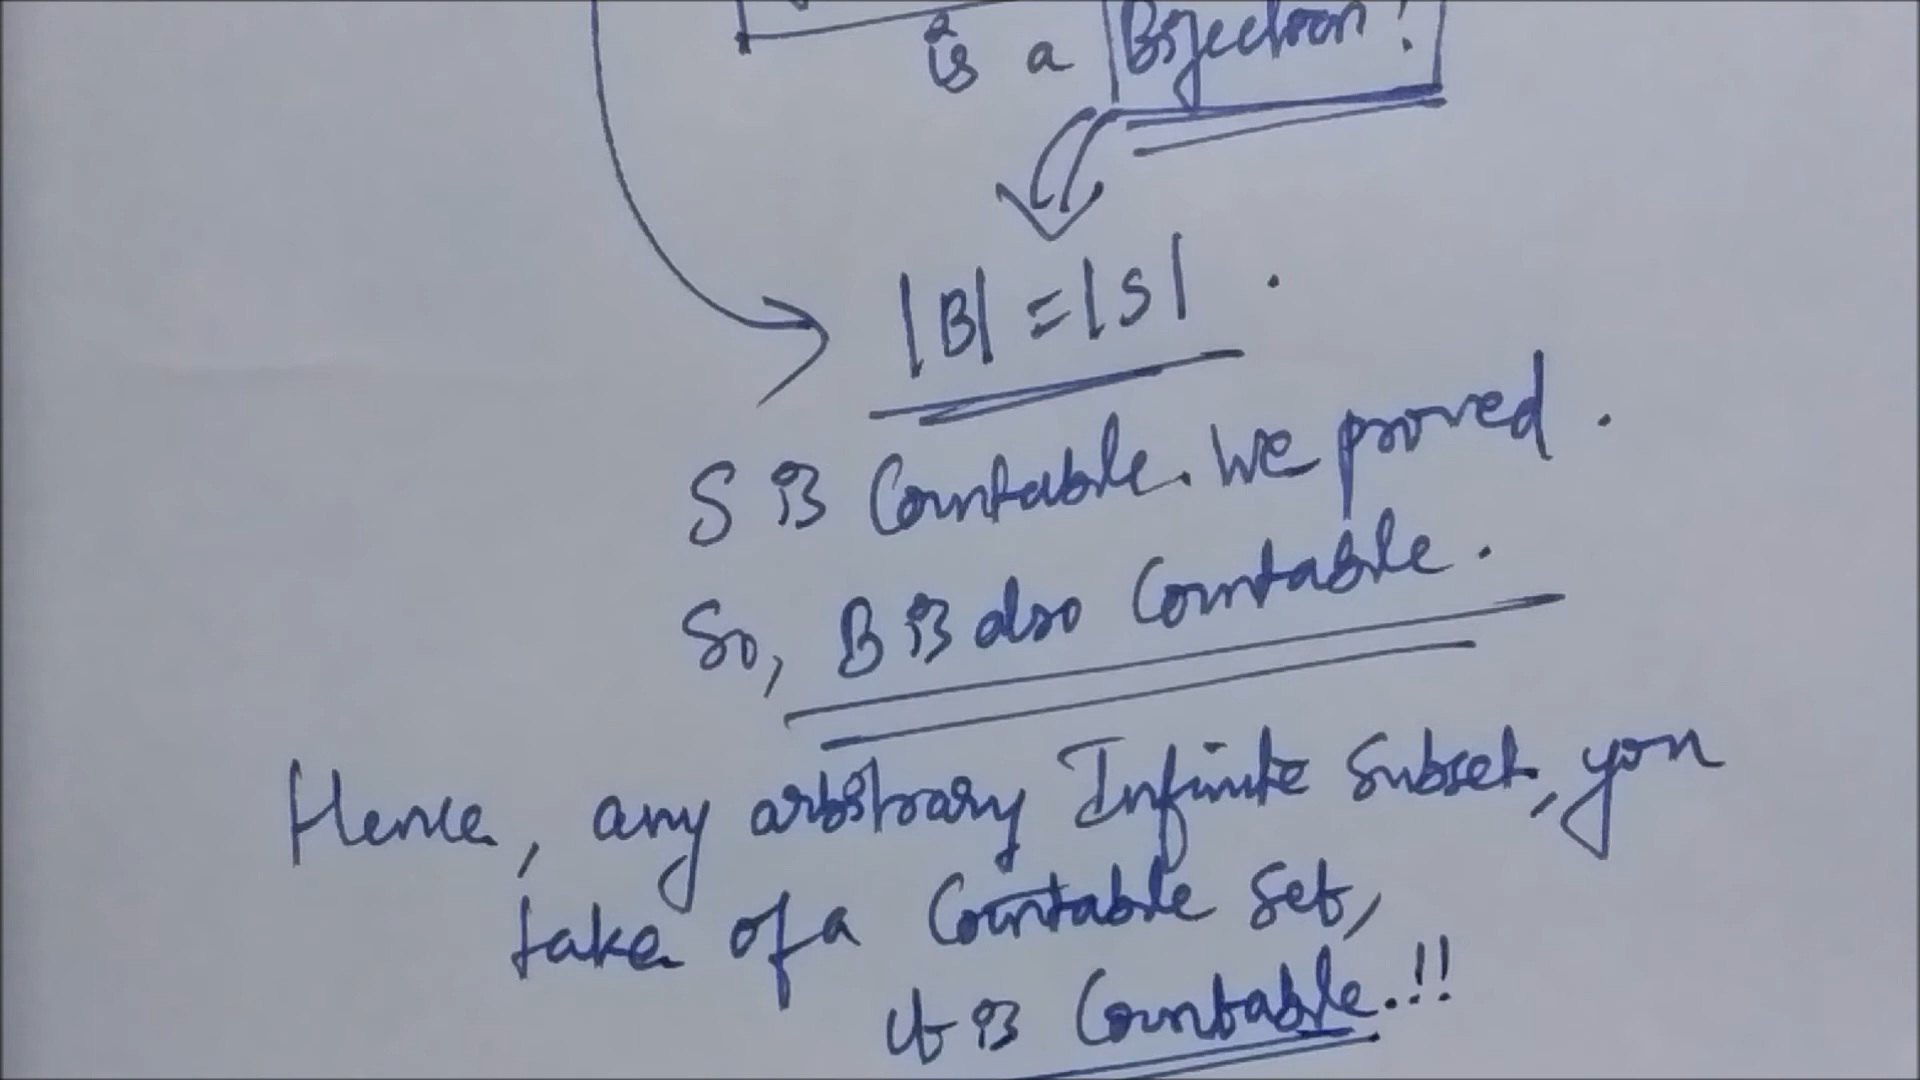 is a Bijection!
|B| = |S| .
S is Countable. We proved.
So, B is also Countable.
Hence, any arbitrary Infinite Subset, you
take of a Countable Set,
it is Countable.!!